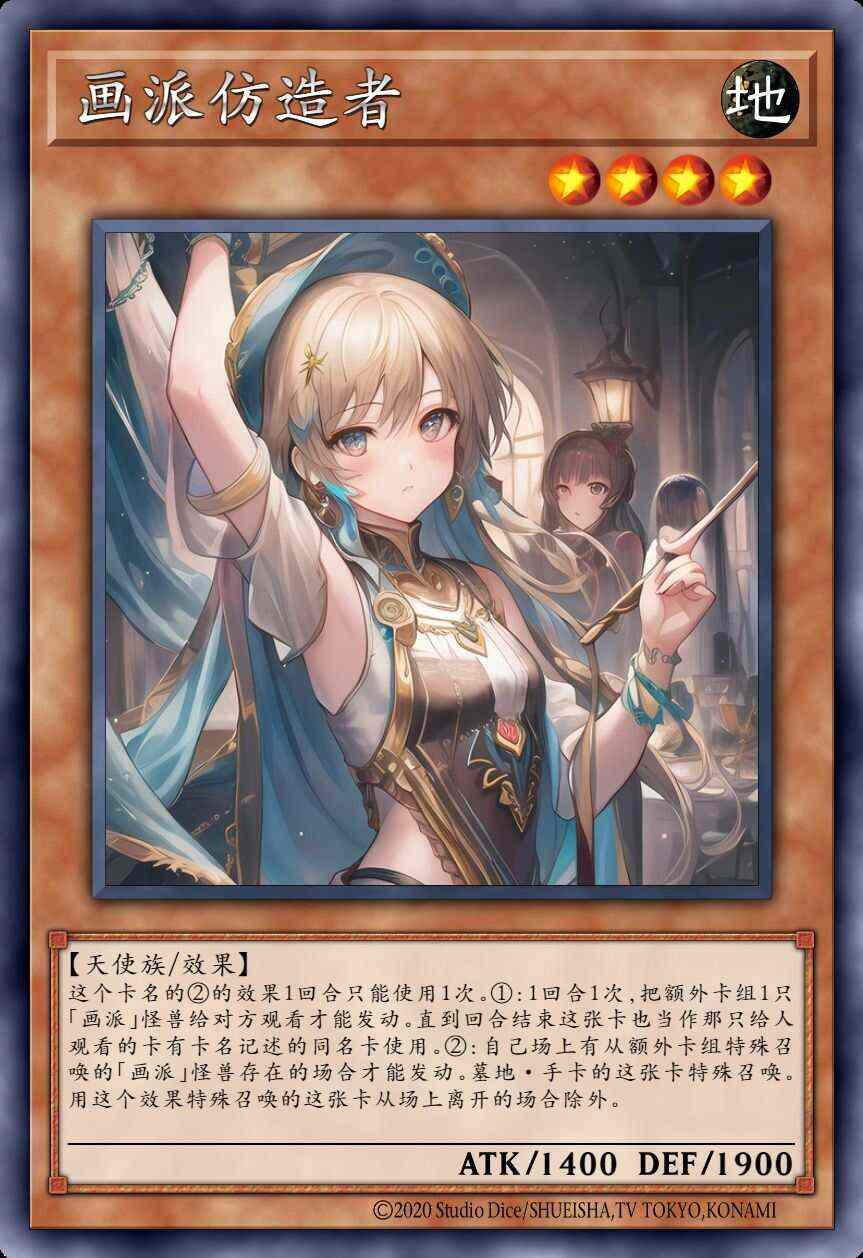 画派仿造者
地
【天使族/效果】
这个卡名的②的效果1回合只能使用1次。①:1回合1次,把额外卡组1只
「画派」怪兽给对方观看才能发动。直到回合结束这张卡也当作那只给人
观看的卡有卡名记述的同名卡使用。②:自己场上有从额外卡组特殊召
唤的「画派」怪兽存在的场合才能发动。墓地·手卡的这张卡特殊召唤。
用这个效果特殊召唤的这张卡从场上离开的场合除外。
ATK/1400 DEF/1900
©2020 Studio Dice/SHUEISHA,TV TOKYO,KONAMI